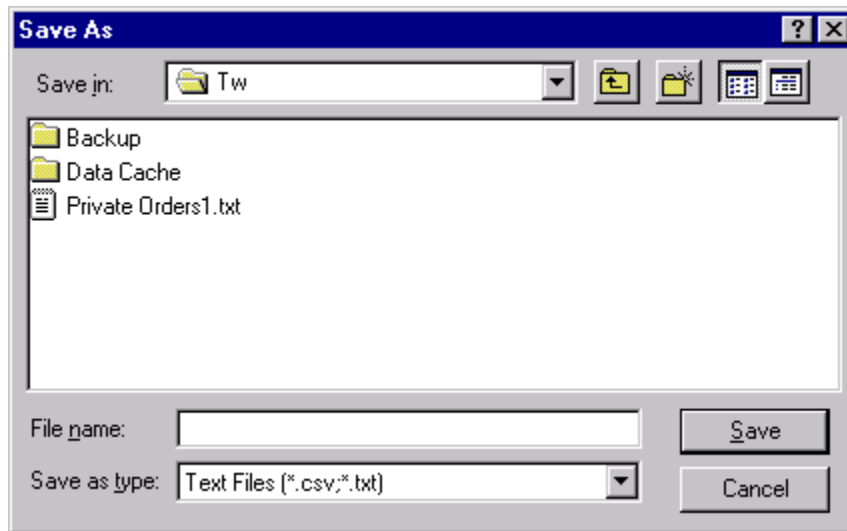 Save As
Save in: Tw
Backup
Data Cache
Private Orders1.txt
File name: Save
Save as type: Text Files (*.csv;*.txt) Cancel